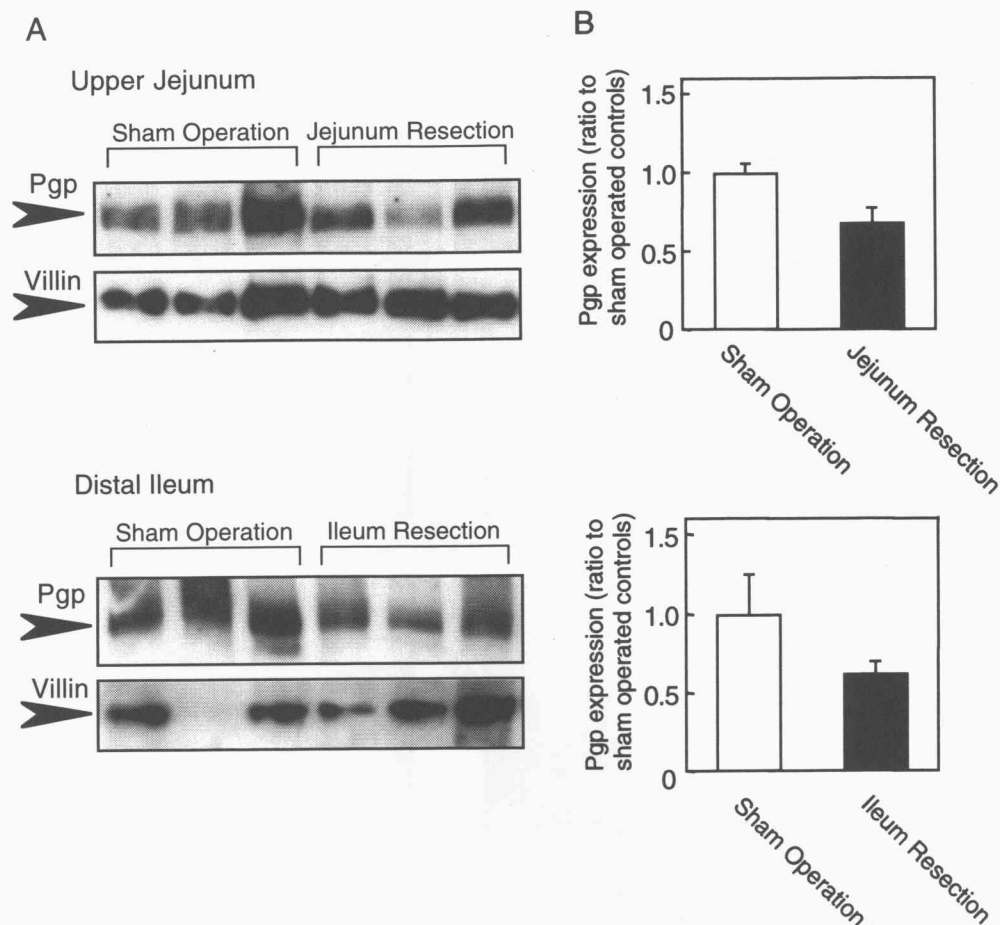 A
Upper Jejunum
Sham Operation Jejunum Resection
Pgp
Villin
Distal Ileum
Sham Operation Ileum Resection
Pgp
Villin
B
Pgp expression (ratio to
sham operated controls)
1.5
1.0
0.5
0
Sham Operation
Jejunum Resection
Pgp expression (ratio to
sham operated controls)
1.5
1.0
0.5
0
Sham Operation
Ileum Resection